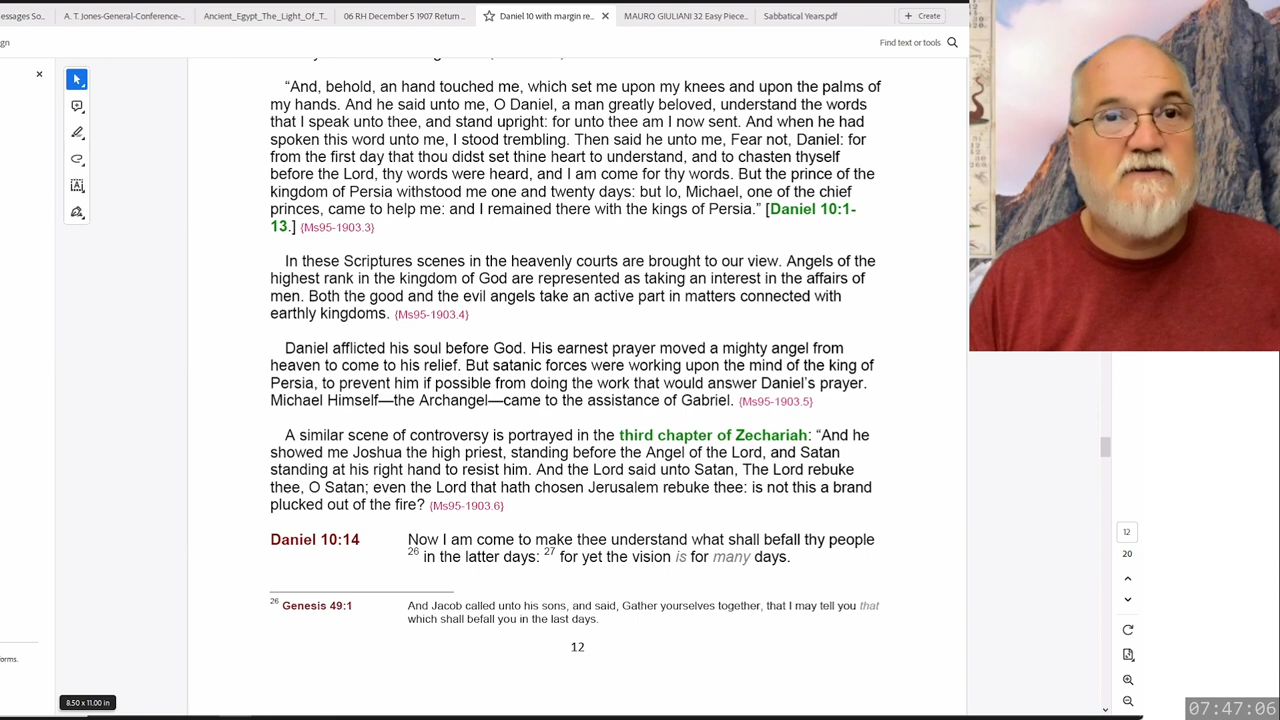 essages So...
A. T. Jones-General-Conference-...
Ancient_Egypt_The_Light_Of_T...
06 RH December 5 1907 Return ...
Daniel 10 with margin re...
MAURO GIULIANI 32 Easy Piece...
Sabbatical Years.pdf
Create
gn
Find text or tools
“And, behold, an hand touched me, which set me upon my knees and upon the palms of
my hands. And he said unto me, O Daniel, a man greatly beloved, understand the words
that I speak unto thee, and stand upright: for unto thee am I now sent. And when he had
spoken this word unto me, I stood trembling. Then said he unto me, Fear not, Daniel: for
from the first day that thou didst set thine heart to understand, and to chasten thyself
before the Lord, thy words were heard, and I am come for thy words. But the prince of the
kingdom of Persia withstood me one and twenty days: but lo, Michael, one of the chief
princes, came to help me: and I remained there with the kings of Persia.” [Daniel 10:1-
13.] {Ms95-1903.3}
In these Scriptures scenes in the heavenly courts are brought to our view. Angels of the
highest rank in the kingdom of God are represented as taking an interest in the affairs of
men. Both the good and the evil angels take an active part in matters connected with
earthly kingdoms. {Ms95-1903.4}
Daniel afflicted his soul before God. His earnest prayer moved a mighty angel from
heaven to come to his relief. But satanic forces were working upon the mind of the king of
Persia, to prevent him if possible from doing the work that would answer Daniel’s prayer.
Michael Himself—the Archangel—came to the assistance of Gabriel. {Ms95-1903.5}
A similar scene of controversy is portrayed in the third chapter of Zechariah: “And he
showed me Joshua the high priest, standing before the Angel of the Lord, and Satan
standing at his right hand to resist him. And the Lord said unto Satan, The Lord rebuke
thee, O Satan; even the Lord that hath chosen Jerusalem rebuke thee: is not this a brand
plucked out of the fire? {Ms95-1903.6}
Daniel 10:14 Now I am come to make thee understand what shall befall thy people
26 in the latter days: 27 for yet the vision is for many days.
26 Genesis 49:1 And Jacob called unto his sons, and said, Gather yourselves together, that I may tell you that
which shall befall you in the last days.
12
12
20
orms.
8.50 x 11.00 in
07:47:06